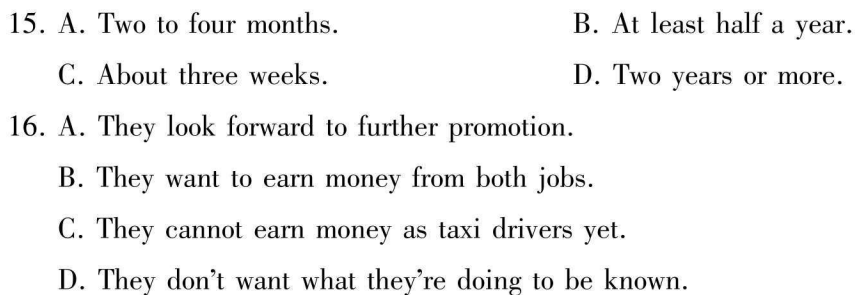 15. A. Two to four months. B. At least half a year.
C. About three weeks. D. Two years or more.
16. A. They look forward to further promotion.
B. They want to earn money from both jobs.
C. They cannot earn money as taxi drivers yet.
D. They don't want what they're doing to be known.